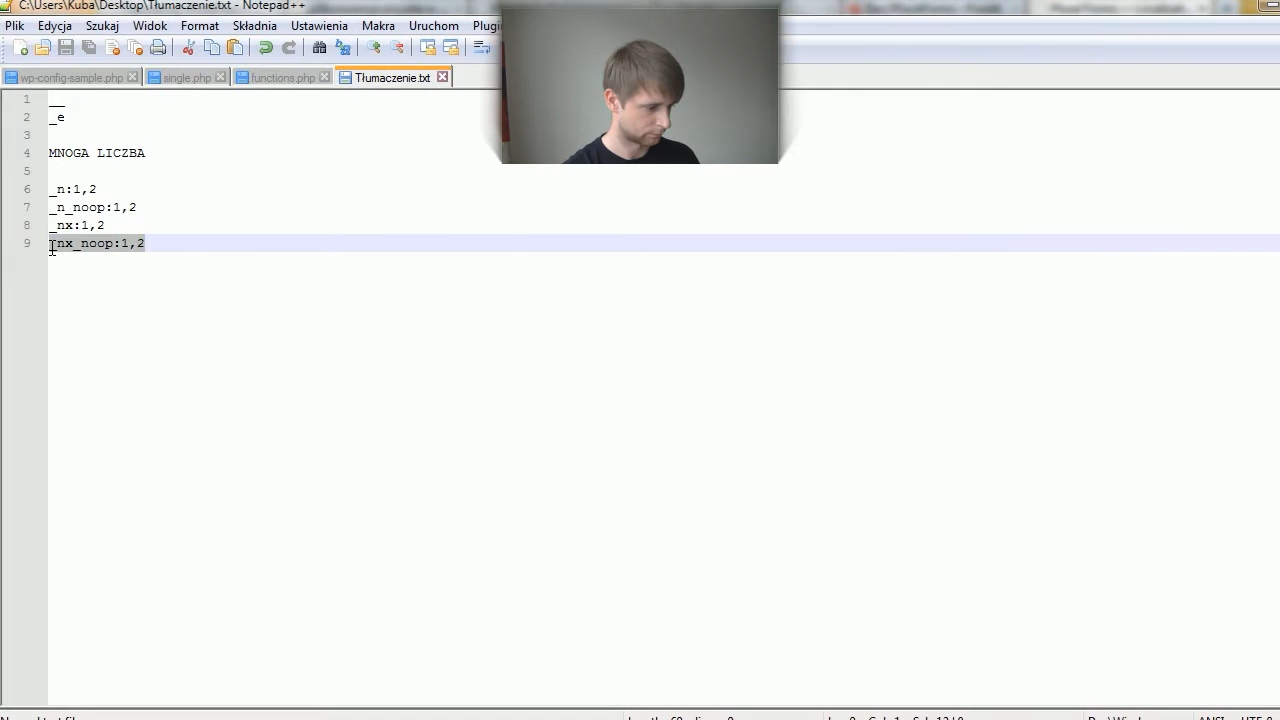 C:\Users\Kuba\Desktop\Tłumaczenie.txt - Notepad++
Plik Edycja Szukaj Widok Format Składnia Ustawienia Makra Uruchom
wp-config-sample.php single.php functions.php Tłumaczenie.txt
1 __
2 _e
3
4 MNOGA LICZBA
5
6 _n:1,2
7 _n_noop:1,2
8 _nx:1,2
9 _nx_noop:1,2